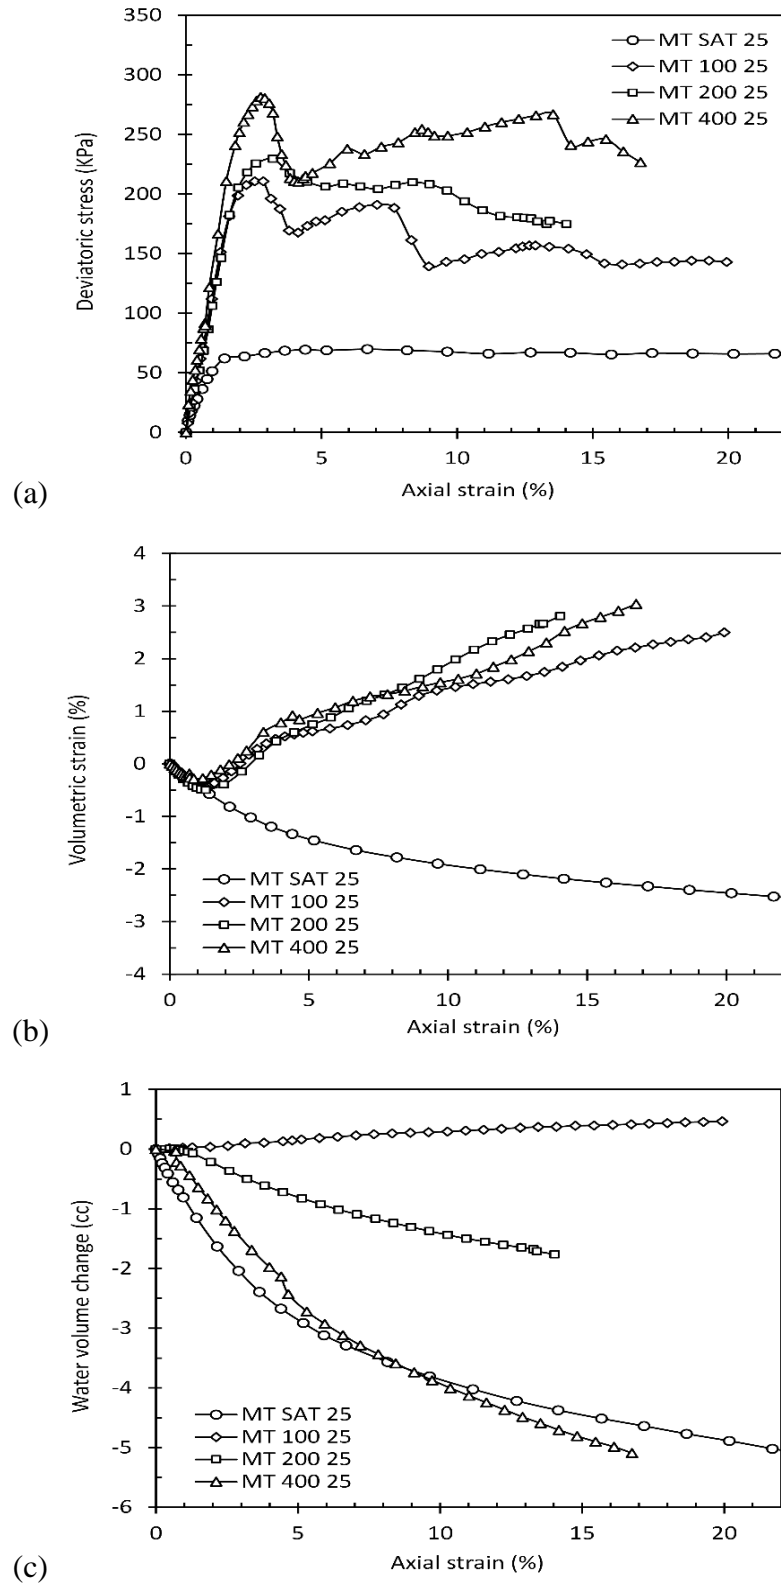 350
300
250
200
150
100
50
0
Deviatoric stress (KPa)
MT SAT 25
MT 100 25
MT 200 25
MT 400 25
0 5 10 15 20
Axial strain (%)
(a)
4
3
2
1
0
-1
-2
-3
-4
Volumetric strain (%)
MT SAT 25
MT 100 25
MT 200 25
MT 400 25
0 5 10 15 20
Axial strain (%)
(b)
1
0
-1
-2
-3
-4
-5
-6
Water volume change (cc)
MT SAT 25
MT 100 25
MT 200 25
MT 400 25
0 5 10 15 20
Axial strain (%)
(c)